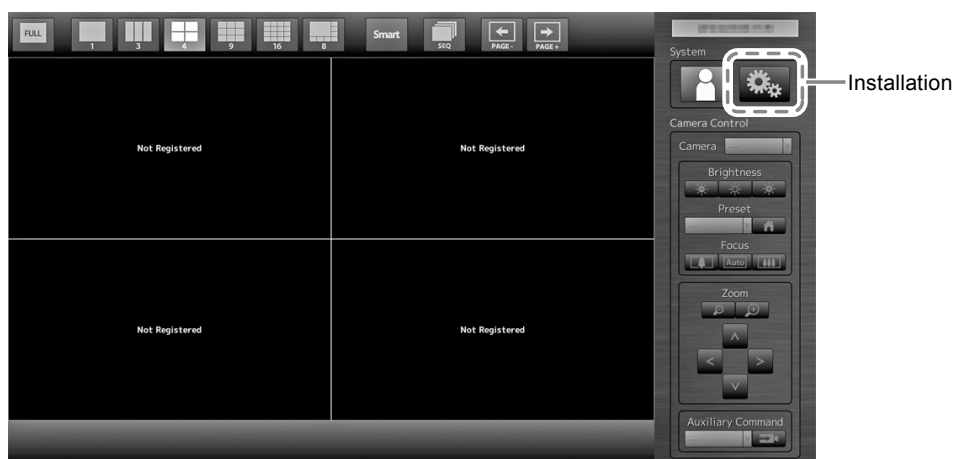 FULL
1
3
4
9
16
8
Smart
SEQ
PAGE-
PAGE+
System
Installation
Camera Control
Camera
Brightness
Preset
Focus
Auto
Zoom
Auxiliary Command
Not Registered
Not Registered
Not Registered
Not Registered